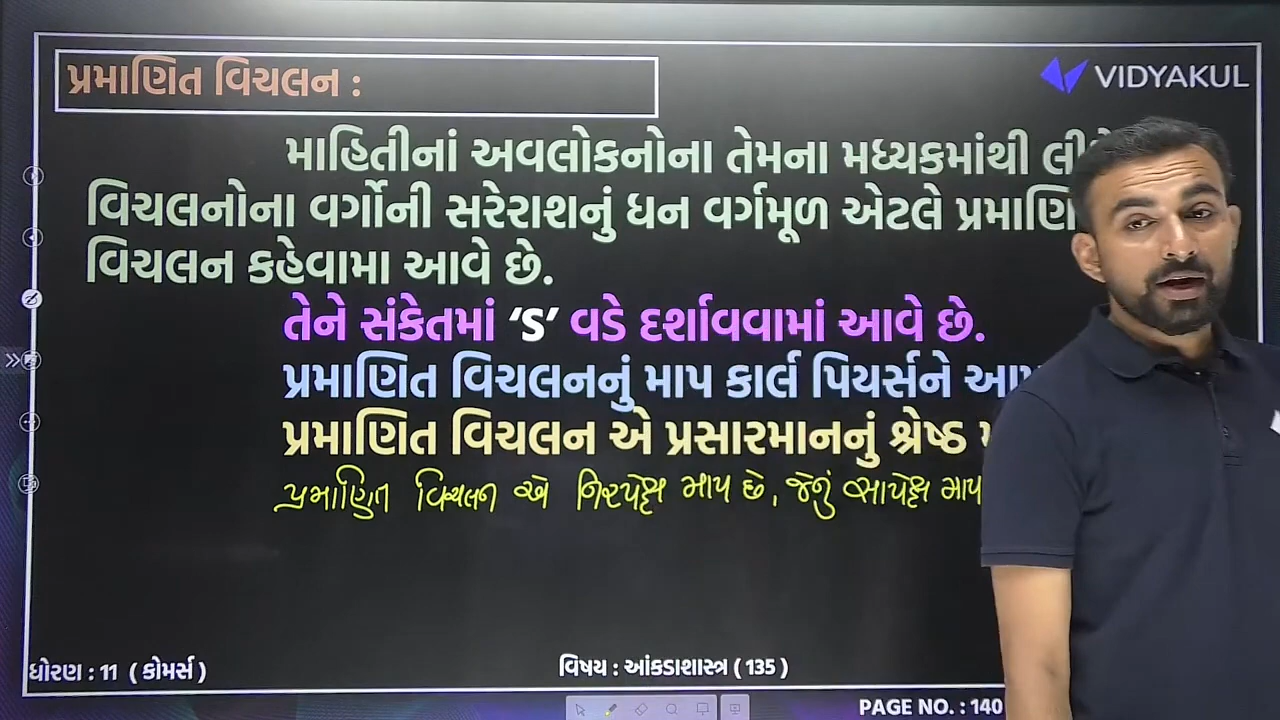 પ્રમાણિત વિચલન :
VIDYAKUL
માહિતીનાં અવલોકનોના તેમના મધ્યકમાંથી
વિચલનોના વર્ગોની સરેરાશનું ધન વર્ગમૂળ એટલે
વિચલન કહેવામા આવે છે.
તેને સંકેતમાં ‘S’ વડે દર્શાવવામાં આવે છે.
પ્રમાણિત વિચલનનું માપ કાર્લ પિયર્સને
પ્રમાણિત વિચલન એ પ્રસારમાનનું શ્રેષ્ઠ
પ્રમાણિત વિચલન એ નિરપેક્ષ માપ છે, જેનું સાપેક્ષ માપ
ધોરણ : 11 ( કોમર્સ )
વિષય : આંકડાશાસ્ત્ર ( 135 )
PAGE NO. : 140